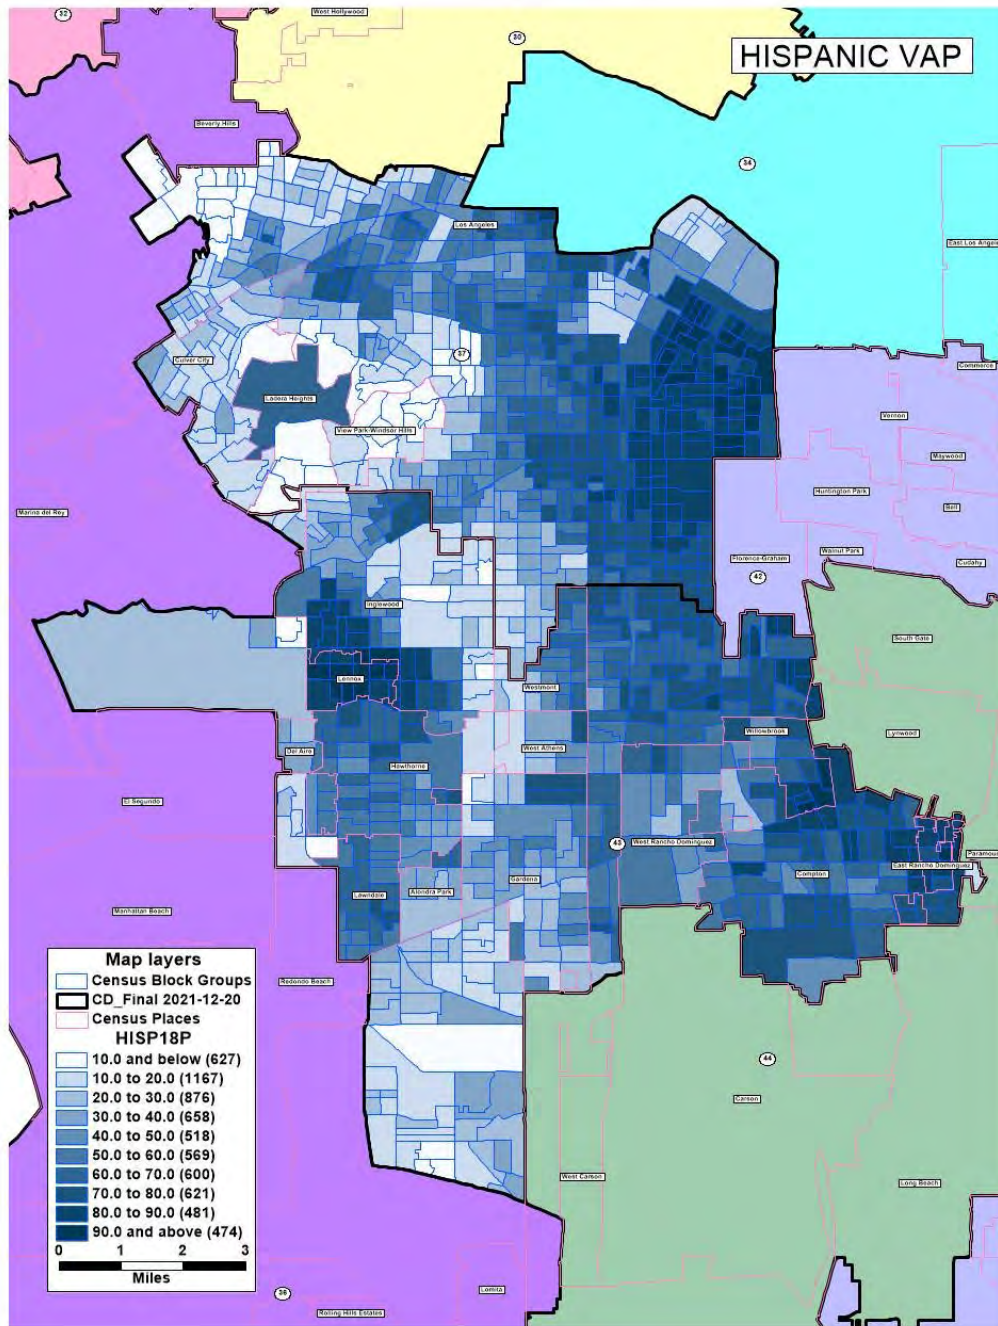 West Hollywood
32
30
HISPANIC VAP
Beverly Hills
34
Los Angeles
East Los Angele
37
Culver City
Commerce
Ladera Heights
Vernon
View Park-Windsor Hills
Maywood
Huntington Park
Bell
Marina del Rey
Florence-Graham
Walnut Park
Cudahy
42
Inglewood
South Gate
Lennox
Westmont
Willowbrook
Lynwood
Del Aire
West Athens
Hawthorne
El Segundo
43
West Rancho Dominguez
Paramoun
East Rancho Dominguez
Compton
Gardena
Lawndale
Alondra Park
Manhattan Beach
Redondo Beach
44
Carson
West Carson
Long Beach
36
Lomita
Rolling Hills Estates
Map layers
Census Block Groups
CD_Final 2021-12-20
Census Places
HISP18P
10.0 and below (627)
10.0 to 20.0 (1167)
20.0 to 30.0 (876)
30.0 to 40.0 (658)
40.0 to 50.0 (518)
50.0 to 60.0 (569)
60.0 to 70.0 (600)
70.0 to 80.0 (621)
80.0 to 90.0 (481)
90.0 and above (474)
0 1 2 3
Miles